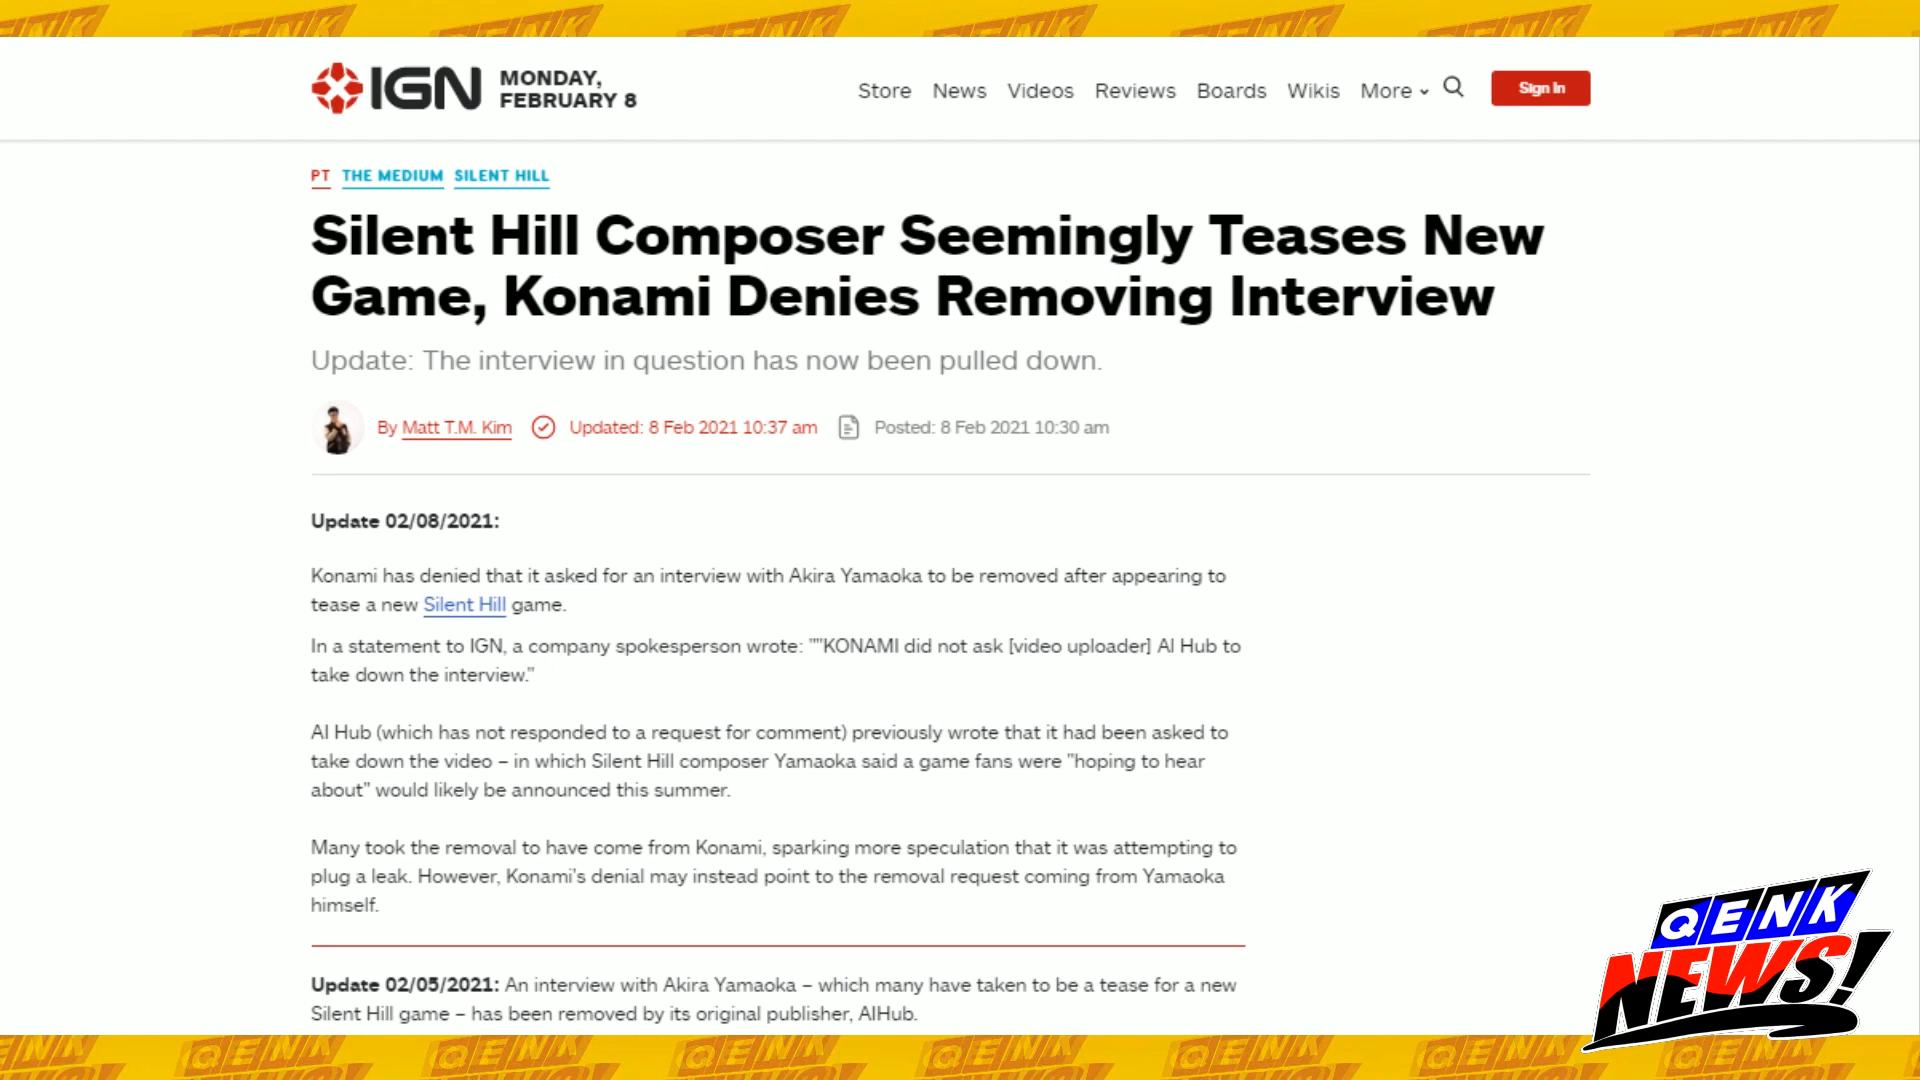 IGN MONDAY, FEBRUARY 8
Store News Videos Reviews Boards Wikis More Sign In
PT THE MEDIUM SILENT HILL
Silent Hill Composer Seemingly Teases New
Game, Konami Denies Removing Interview
Update: The interview in question has now been pulled down.
By Matt T.M. Kim Updated: 8 Feb 2021 10:37 am Posted: 8 Feb 2021 10:30 am
Update 02/08/2021:
Konami has denied that it asked for an interview with Akira Yamaoka to be removed after appearing to
tease a new Silent Hill game.
In a statement to IGN, a company spokesperson wrote: ""KONAMI did not ask [video uploader] AI Hub to
take down the interview."
AI Hub (which has not responded to a request for comment) previously wrote that it had been asked to
take down the video – in which Silent Hill composer Yamaoka said a game fans were "hoping to hear
about" would likely be announced this summer.
Many took the removal to have come from Konami, sparking more speculation that it was attempting to
plug a leak. However, Konami's denial may instead point to the removal request coming from Yamaoka
himself.
Update 02/05/2021: An interview with Akira Yamaoka – which many have taken to be a tease for a new
Silent Hill game – has been removed by its original publisher, AIHub.
QENK
NEWS!